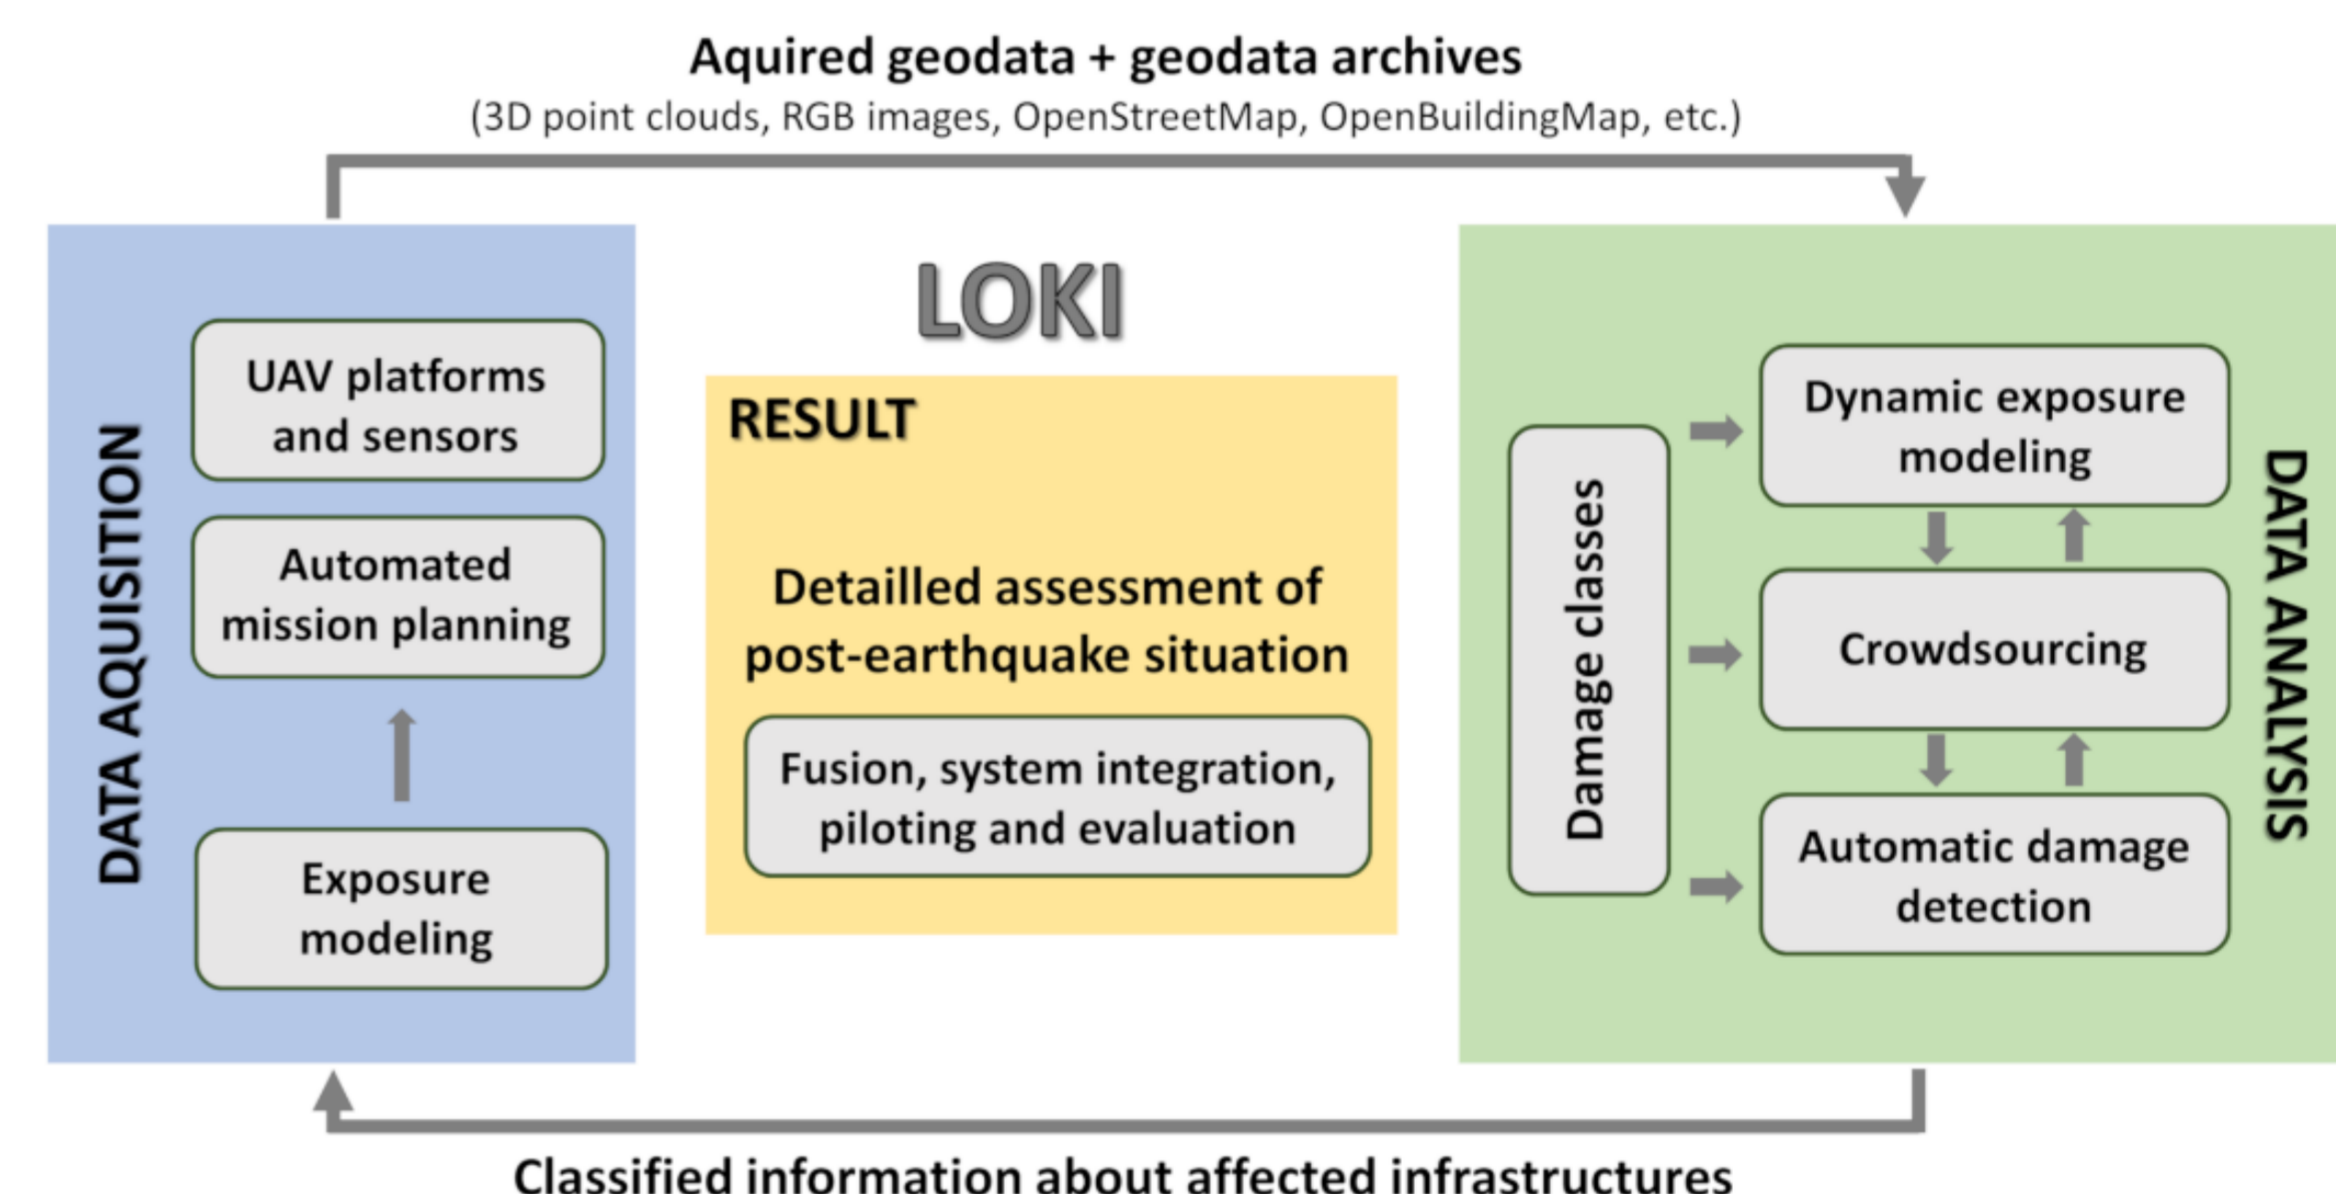 Aquired geodata + geodata archives
(3D point clouds, RGB images, OpenStreetMap, OpenBuildingMap, etc.)
DATA AQUISITION
UAV platforms
and sensors
Automated
mission planning
Exposure
modeling
LOKI
RESULT
Detailled assessment of
post-earthquake situation
Fusion, system integration,
piloting and evaluation
Damage classes
Dynamic exposure
modeling
Crowdsourcing
Automatic damage
detection
DATA ANALYSIS
Classified information about affected infrastructures